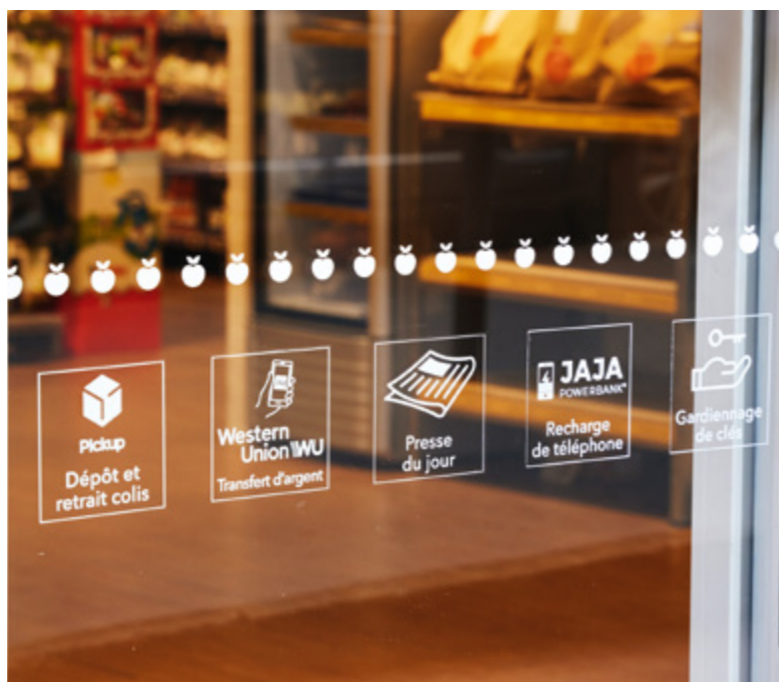 Pickup
Dépôt et
retrait colis
Western
Union WU
Transfert d'argent
Presse
du jour
JAJA
POWERBANK
Recharge
de téléphone
Gardiennage
de clés